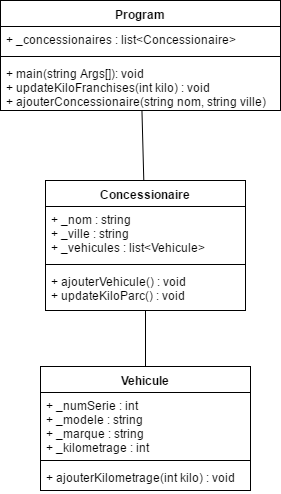 Program
+ _concessionaires : list<Concessionaire>
+ main(string Args[]): void
+ updateKiloFranchises(int kilo) : void
+ ajouterConcessionaire(string nom, string ville)
Concessionaire
+ _nom : string
+ _ville : string
+ _vehicules : list<Vehicule>
+ ajouterVehicule() : void
+ updateKiloParc() : void
Vehicule
+ _numSerie : int
+ _modele : string
+ _marque : string
+ _kilometrage : int
+ ajouterKilometrage(int kilo) : void